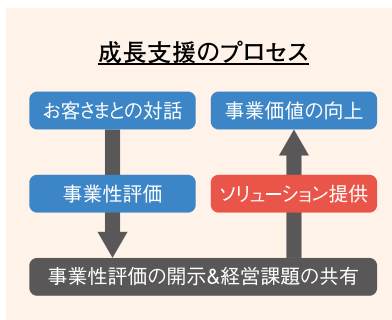 成長支援のプロセス
お客さまとの対話
事業価値の向上
事業性評価
ソリューション提供
事業性評価の開示&経営課題の共有